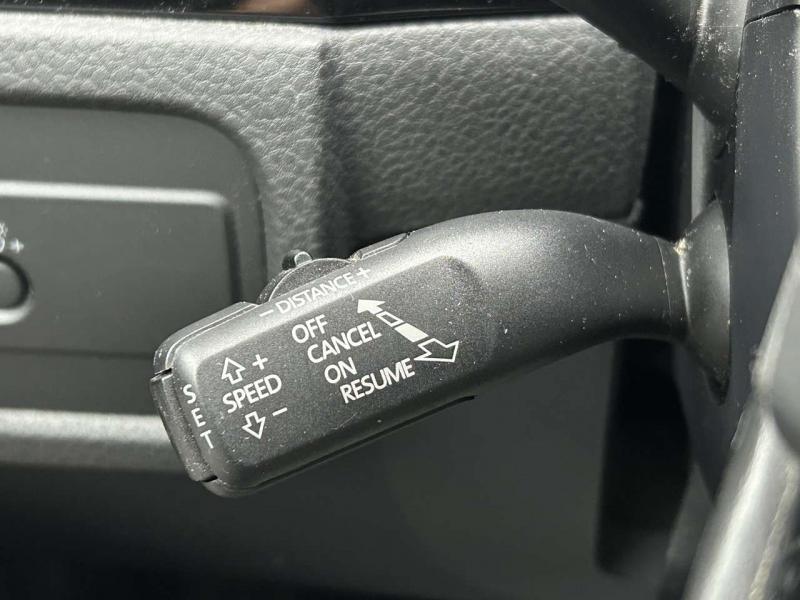 - DISTANCE +
OFF
CANCEL
ON
RESUME
+
SPEED
-
SET